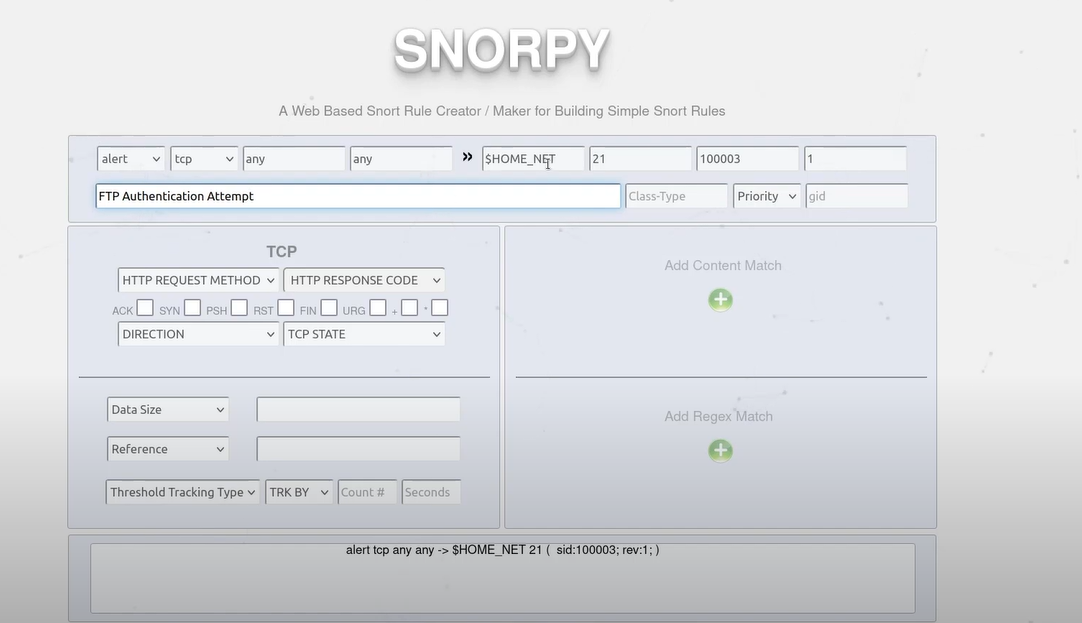 SNORPY
A Web Based Snort Rule Creator / Maker for Building Simple Snort Rules
alert tcp any any » $HOME_NET 21 100003 1
FTP Authentication Attempt Class-Type Priority gid
TCP
HTTP REQUEST METHOD HTTP RESPONSE CODE
ACK SYN PSH RST FIN URG + *
DIRECTION TCP STATE
Data Size
Reference
Threshold Tracking Type TRK BY Count # Seconds
Add Content Match
Add Regex Match
alert tcp any any -> $HOME_NET 21 ( sid:100003; rev:1; )